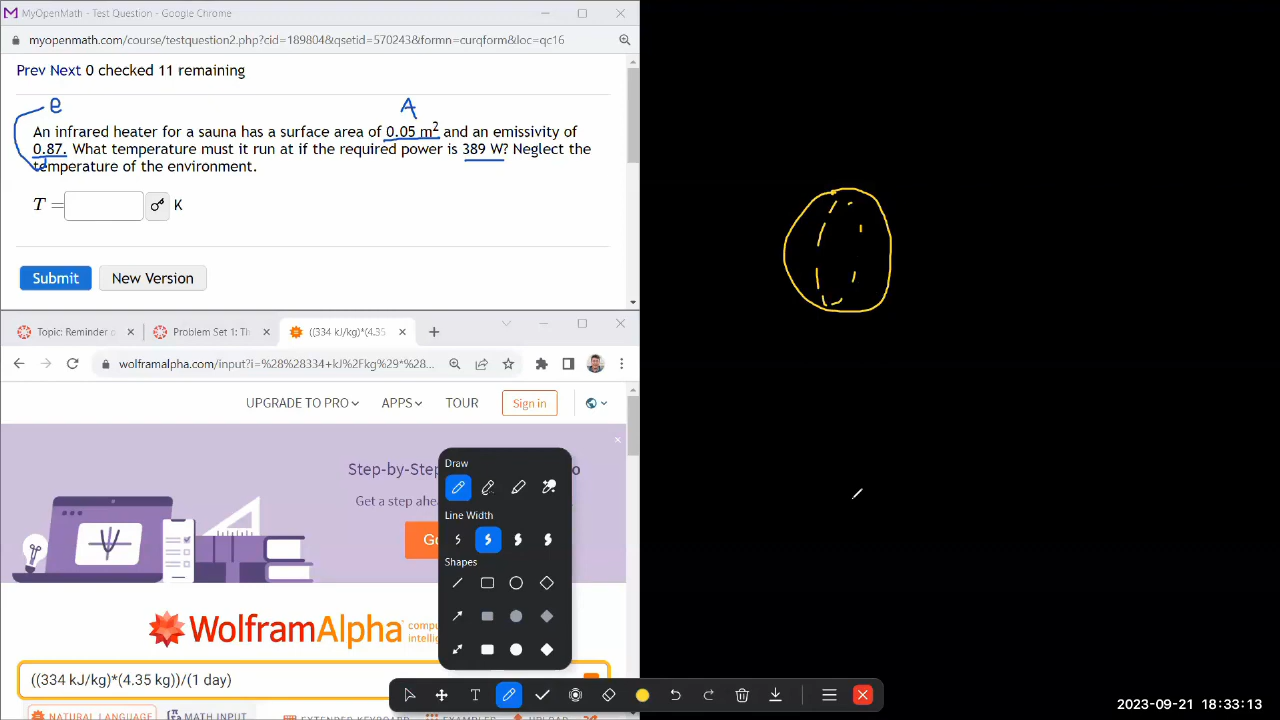 MyOpenMath - Test Question - Google Chrome
myopenmath.com/course/testquestion2.php?cid=189804&qsetid=570243&formn=curqform&loc=qc16
Prev Next 0 checked 11 remaining
e
A
An infrared heater for a sauna has a surface area of 0.05 m² and an emissivity of
0.87. What temperature must it run at if the required power is 389 W? Neglect the
temperature of the environment.
T = K
Submit New Version
Topic: Reminder o
Problem Set 1: Th
((334 kJ/kg)*(4.35
wolframalpha.com/input?i=%28%28334+kJ%2Fkg%29*%28...
UPGRADE TO PRO APPS TOUR Sign in
Step-by-Step
o
Get a step ahe
Go
Draw
Line Width
Shapes
WolframAlpha
((334 kJ/kg)*(4.35 kg))/(1 day)
NATURAL LANGUAGE
MATH INPUT
T
2023-09-21 18:33:13